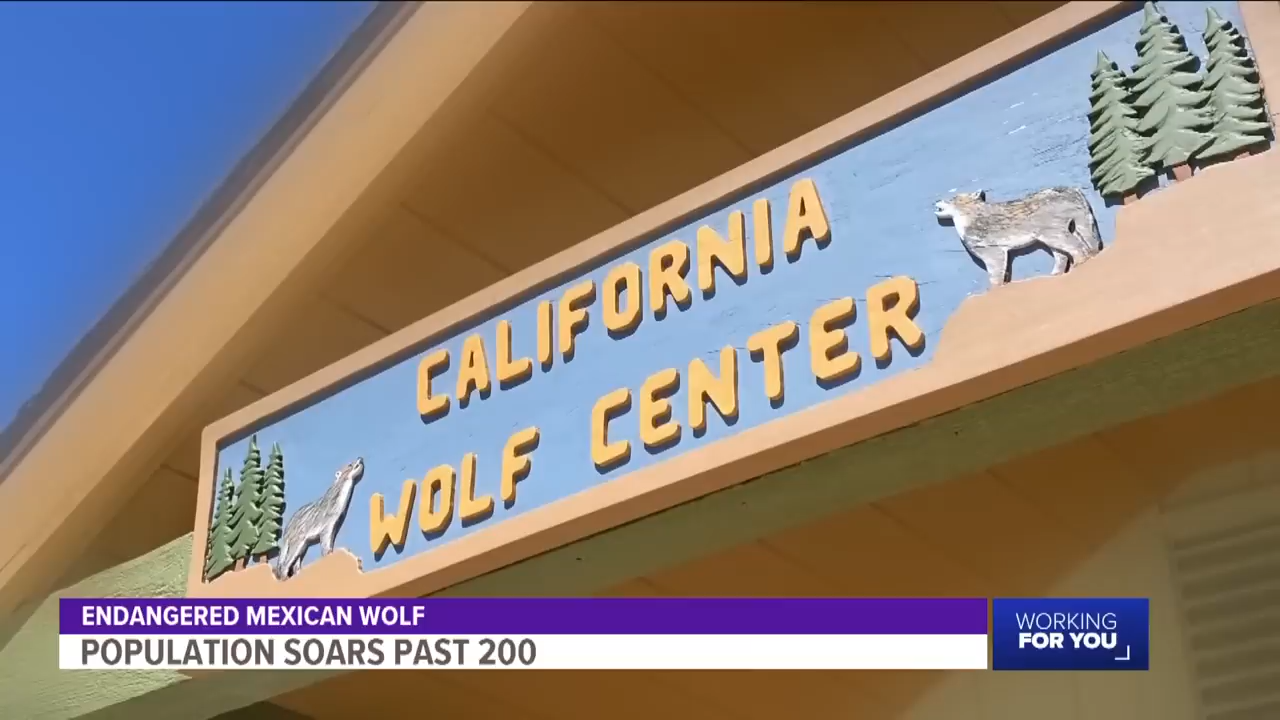 CALIFORNIA
WOLF CENTER
ENDANGERED MEXICAN WOLF
POPULATION SOARS PAST 200
WORKING
FOR YOU